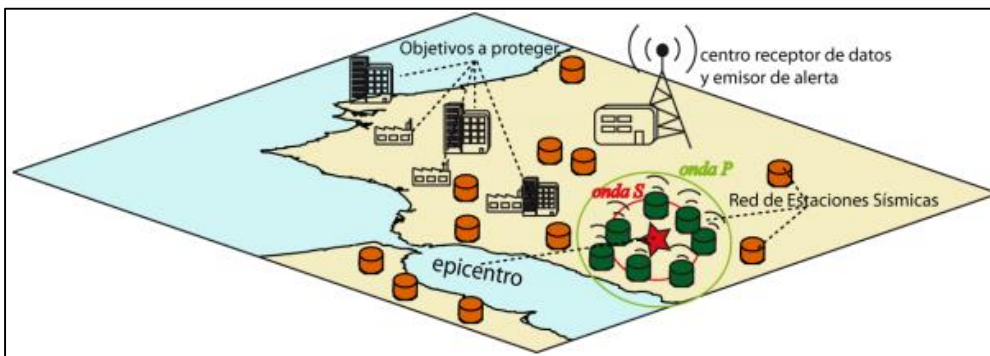 Objetivos a proteger
centro receptor de datos
y emisor de alerta
onda P
onda S
Red de Estaciones Sísmicas
epicentro